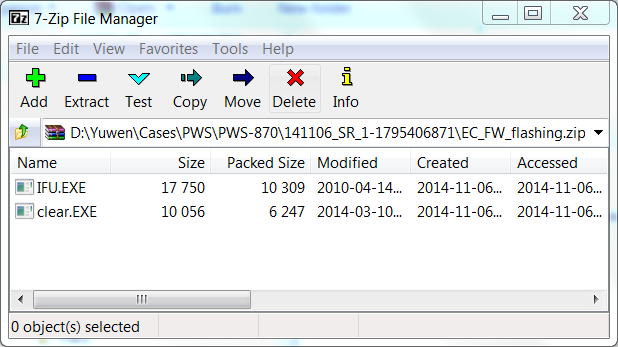 Burn New folder
7-Zip File Manager
File Edit View Favorites Tools Help
Add Extract Test Copy Move Delete Info
D:\Yuwen\Cases\PWS\PWS-870\141106_SR_1-1795406871\EC_FW_flashing.zip
Name Size Packed Size Modified Created Accessed
IFU.EXE 17 750 10 309 2010-04-14... 2014-11-06... 2014-11-06...
clear.EXE 10 056 6 247 2014-03-10... 2014-11-06... 2014-11-06...
0 object(s) selected